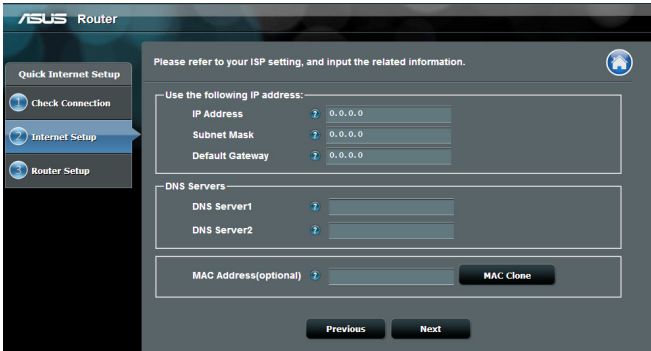 ASUS Router
Quick Internet Setup
1 Check Connection
2 Internet Setup
3 Router Setup
Please refer to your ISP setting, and input the related information.
Use the following IP address:
IP Address ? 0.0.0.0
Subnet Mask ? 0.0.0.0
Default Gateway ? 0.0.0.0
DNS Servers
DNS Server1 ?
DNS Server2 ?
MAC Address(optional) ? MAC Clone
Previous Next